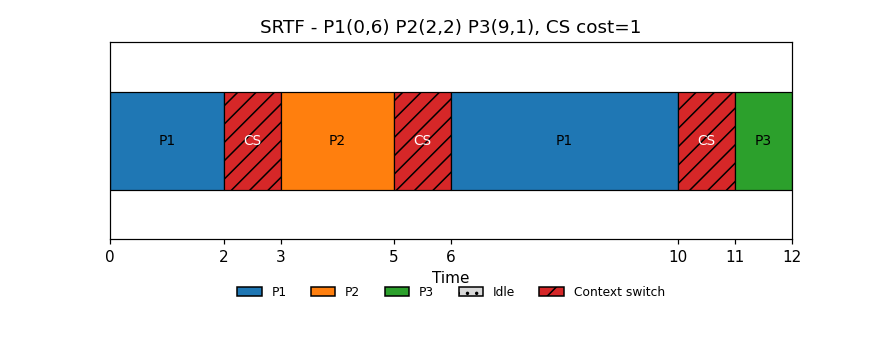 SRTF - P1(0,6) P2(2,2) P3(9,1), CS cost=1
P1 CS P2 CS P1 CS P3
0 2 3 5 6 10 11 12
Time
P1 P2 P3 Idle Context switch